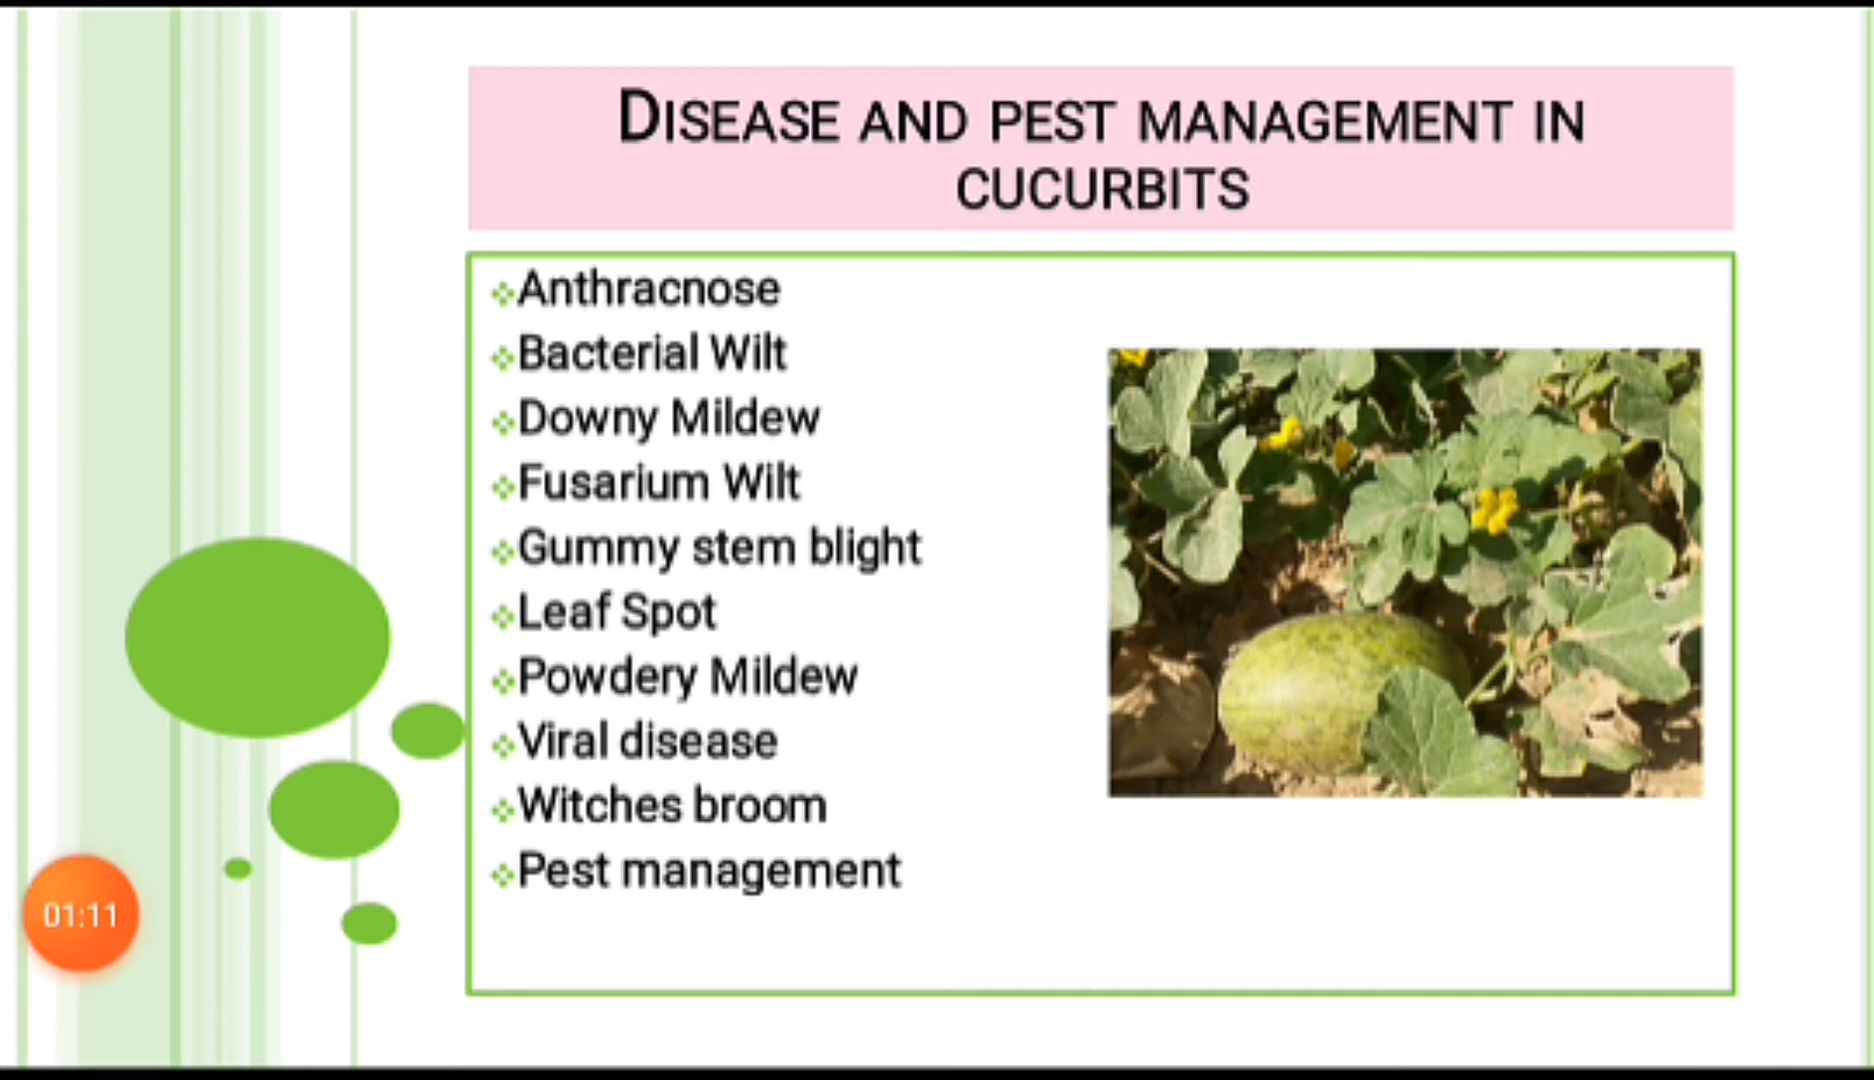 DISEASE AND PEST MANAGEMENT IN
CUCURBITS
Anthracnose
Bacterial Wilt
Downy Mildew
Fusarium Wilt
Gummy stem blight
Leaf Spot
Powdery Mildew
Viral disease
Witches broom
Pest management
01:11